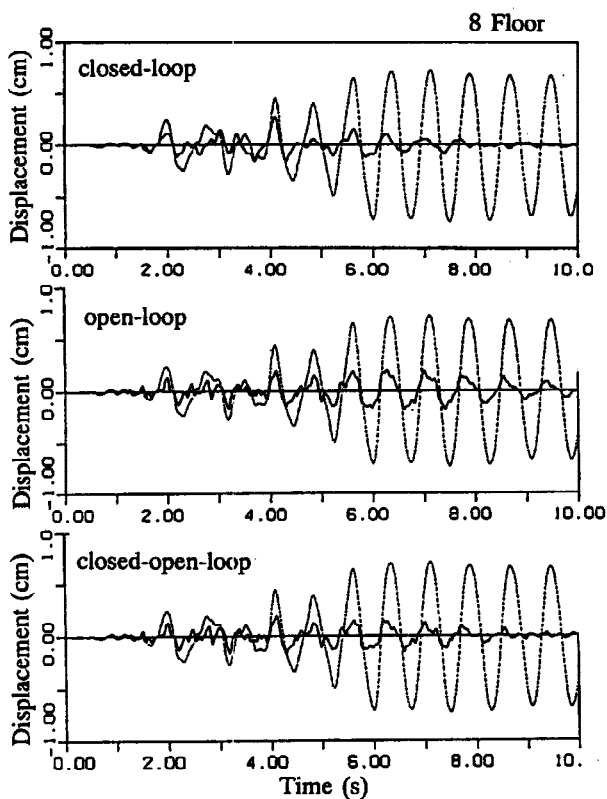 8 Floor
closed-loop
Displacement (cm)
1.00
0.00
-1.00
0.00 2.00 4.00 6.00 8.00 10.
open-loop
Displacement (cm)
1.0
0.00
-1.00
0.00 2.00 4.00 6.00 8.00 10.00
closed-open-loop
Displacement (cm)
1.0
0.00
-1.00
0.00 2.00 4.00 6.00 8.00 10.
Time (s)